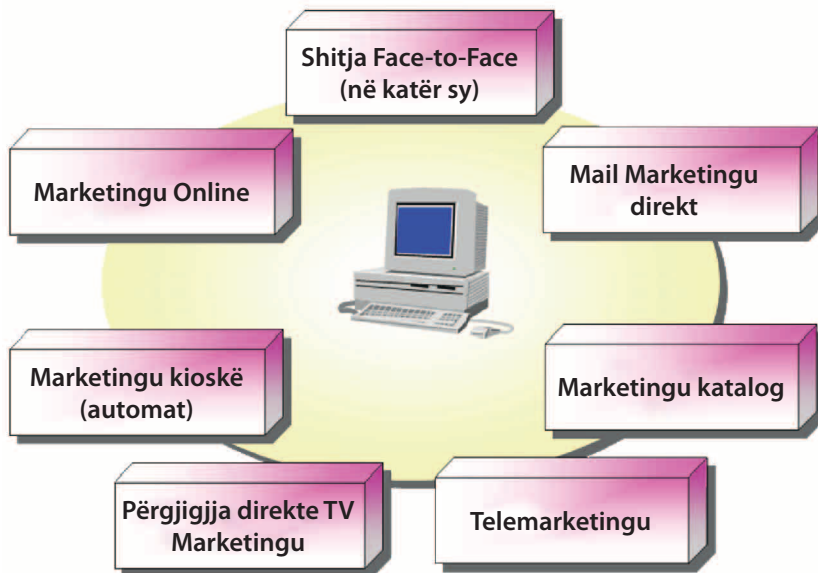 Shitja Face-to-Face
(në katër sy)
Marketingu Online
Mail Marketingu
direkt
Marketingu kioskë
(automat)
Marketingu katalog
Përgjigjja direkte TV
Marketingu
Telemarketingu